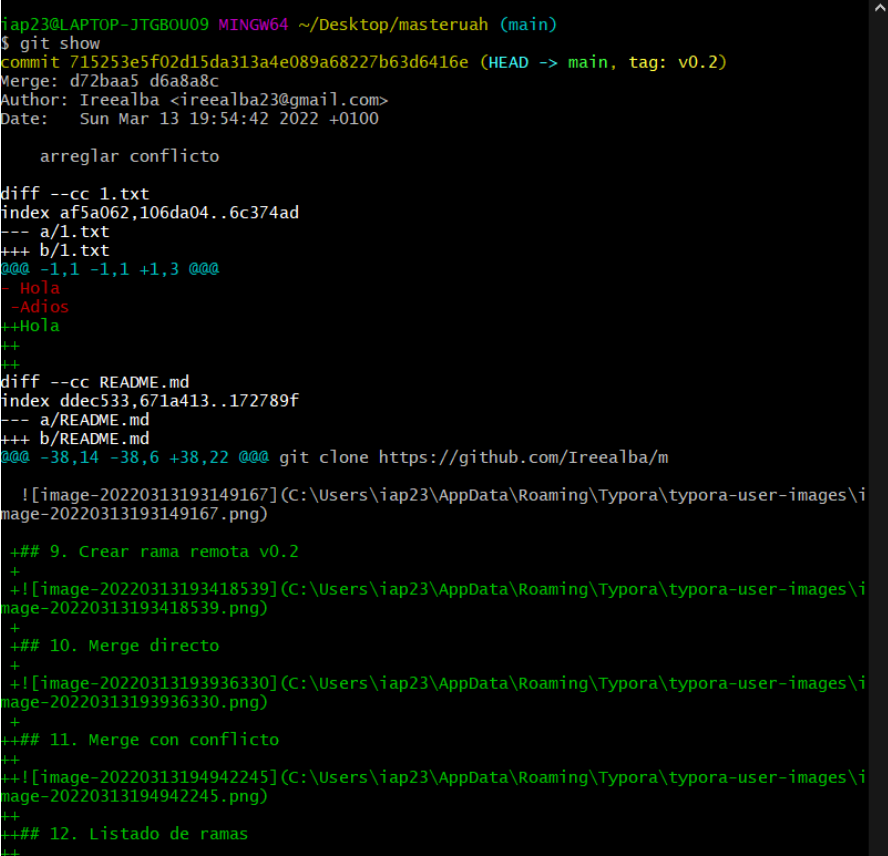 iap23@LAPTOP-JTGBOU09 MINGW64 ~/Desktop/masteruah (main)
$ git show
commit 715253e5f02d15da313a4e089a68227b63d6416e (HEAD -> main, tag: v0.2)
Merge: d72baa5 d6a8a8c
Author: Ireealba <ireealba23@gmail.com>
Date:   Sun Mar 13 19:54:42 2022 +0100
    arreglar conflicto
diff --cc 1.txt
index af5a062,106da04..6c374ad
--- a/1.txt
+++ b/1.txt
@@@ -1,1 -1,1 +1,3 @@@
- Hola
 -Adios
++Hola
++
++
diff --cc README.md
index ddec533,671a413..172789f
--- a/README.md
+++ b/README.md
@@@ -38,14 -38,6 +38,22 @@@ git clone https://github.com/Ireealba/m
  ![image-20220313193149167](C:\Users\iap23\AppData\Roaming\Typora\typora-user-images\i
mage-20220313193149167.png)
 +## 9. Crear rama remota v0.2
 +
 +![image-20220313193418539](C:\Users\iap23\AppData\Roaming\Typora\typora-user-images\i
mage-20220313193418539.png)
 +
 +## 10. Merge directo
 +
 +![image-20220313193936330](C:\Users\iap23\AppData\Roaming\Typora\typora-user-images\i
mage-20220313193936330.png)
 +
++## 11. Merge con conflicto
++
++![image-20220313194942245](C:\Users\iap23\AppData\Roaming\Typora\typora-user-images\i
mage-20220313194942245.png)
++
++## 12. Listado de ramas
++